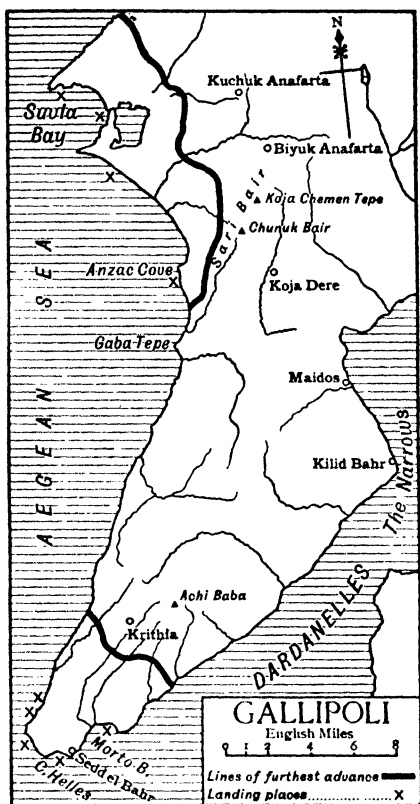 N
Kuchuk Anafarta
Suvla
Bay
Biyuk Anafarta
Koja Chemen Tepe
Sari Bair
Chunuk Bair
Anzac Cove
Koja Dere
Gaba Tepe
AEGEAN SEA
Maidos
Kilid Bahr
The Narrows
Achi Baba
Krithia
DARDANELLES
Morto B.
Sedd el Bahr
C. Helles
GALLIPOLI
English Miles
0 1 2 4 6 8
Lines of furthest advance
Landing places .............. X